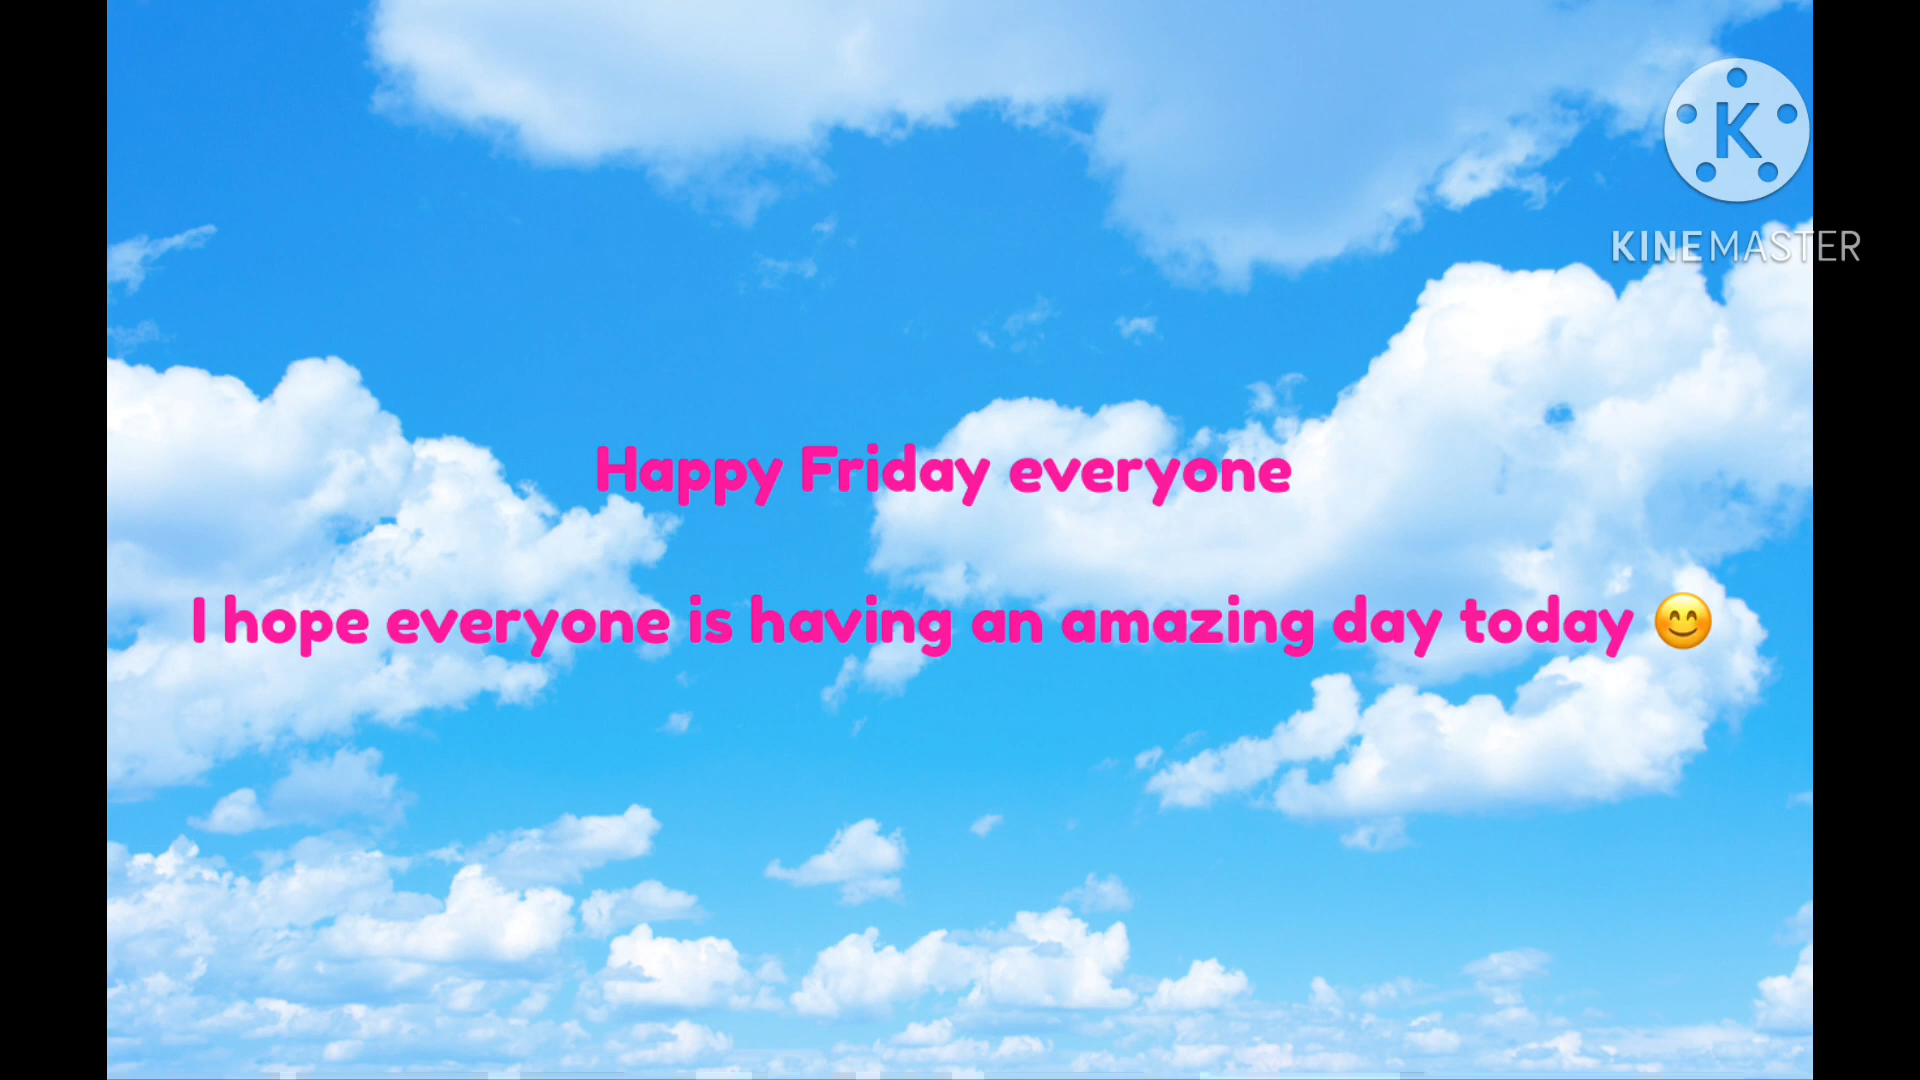 K
KINEMASTER
Happy Friday everyone
I hope everyone is having an amazing day today 😊